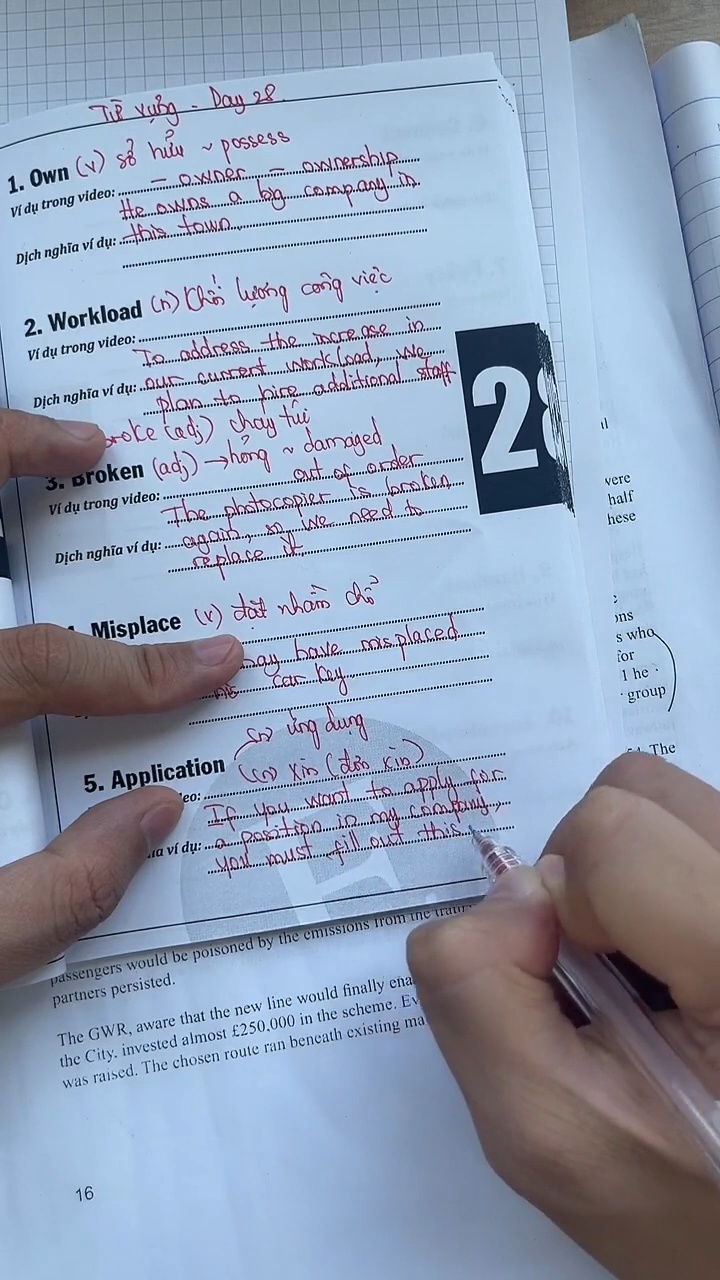 Từ vựng - Day 28
1. Own (v) sở hữu ~ possess
- owner - ownership
Ví dụ trong video: He owns a big company in
Dịch nghĩa ví dụ: this town
2. Workload (n) khối lượng công việc
Ví dụ trong video:
To address the increase in
Dịch nghĩa ví dụ: our current workload, we
plan to hire additional staff
broke (adj) cháy túi
3. Broken (adj) → hỏng ~ damaged
out of order
Ví dụ trong video: The photocopier is broken
Dịch nghĩa ví dụ: again, so we need to
replace it
28
Misplace (v) đặt nhầm chỗ
may have misplaced
car key
(n) ứng dụng
5. Application (n) xin (đơn xin)
eo: If you want to apply for
a position in my company,
ví dụ: you must fill out this
were
half
hese
ons
s who
for
l he
group
The
passengers would be poisoned by the emissions from the
partners persisted.
The GWR, aware that the new line would finally
the City, invested almost £250,000 in the scheme.
was raised. The chosen route ran beneath existing
16